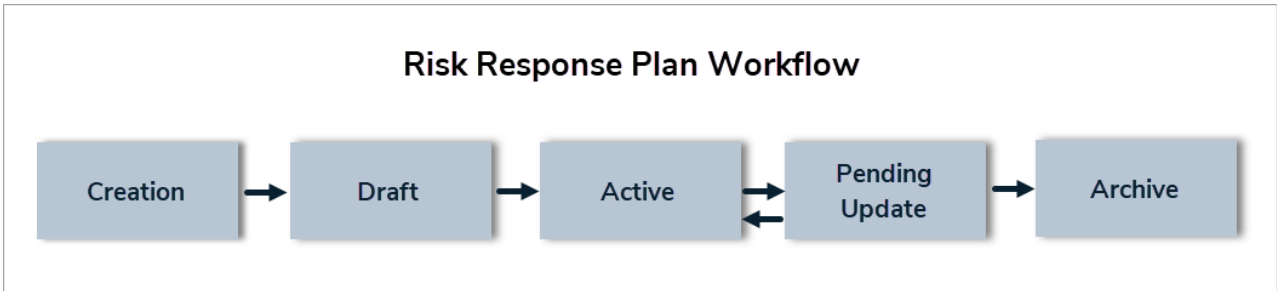 Risk Response Plan Workflow
Creation
Draft
Active
Pending
Update
Archive